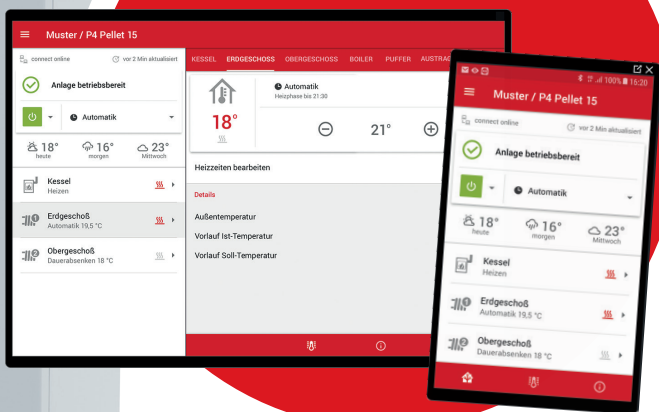 Muster / P4 Pellet 15
connect online
vor 2 Min aktualisiert
Anlage betriebsbereit
Automatik
18°
heute
16°
morgen
23°
Mittwoch
Kessel
Heizen
Erdgeschoß
Automatik 19,5 °C
Obergeschoß
Dauerabsenken 18 °C
KESSEL ERDGESCHOSS OBERGESCHOSS BOILER PUFFER
18°
Automatik
Heizphase bis 21:30
21°
Heizzeiten bearbeiten
Details
Außentemperatur
Vorlauf Ist-Temperatur
Vorlauf Soll-Temperatur
100% 16:20
Muster / P4 Pellet 15
connect online
vor 2 Min aktualisiert
Anlage betriebsbereit
Automatik
18°
heute
16°
morgen
23°
Mittwoch
Kessel
Heizen
Erdgeschoß
Automatik 19,5 °C
Obergeschoß
Dauerabsenken 18 °C